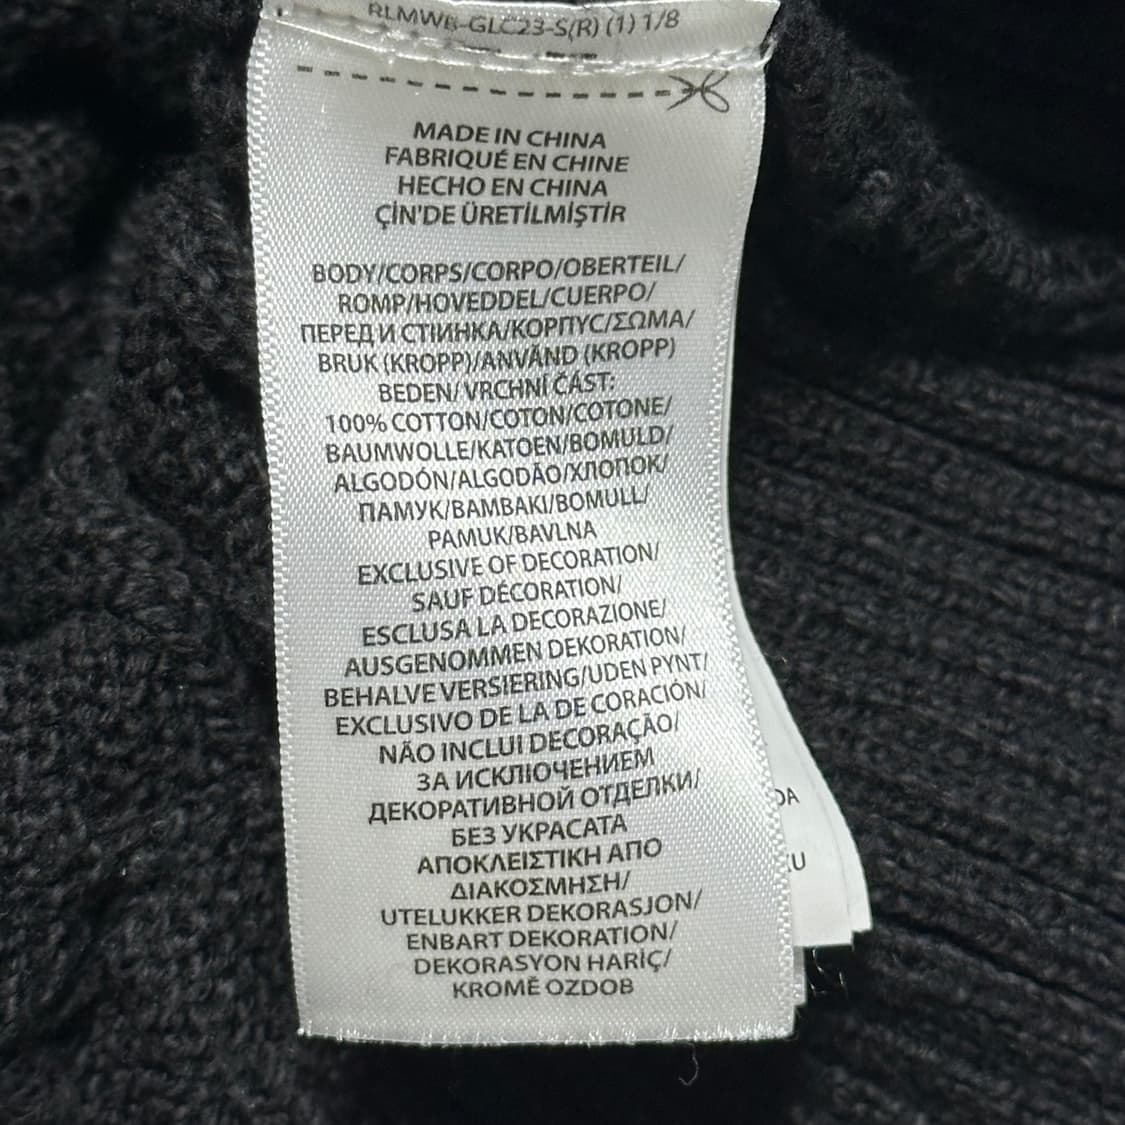 RLMWB-GLC23-S(R) (1) 1/8
MADE IN CHINA
FABRIQUÉ EN CHINE
HECHO EN CHINA
ÇİN'DE ÜRETİLMİŞTİR
BODY/CORPS/CORPO/OBERTEIL/
ROMP/HOVEDDEL/CUERPO/
ПЕРЕД И СТІИНКА/КОРПУС/ΣΩΜΑ/
BRUK (KROPP)/ANVÄND (KROPP)
BEDEN/ VRCHNÍ ČÁST:
100% COTTON/COTON/COTONE/
BAUMWOLLE/KATOEN/BOMULD/
ALGODÓN/ALGODÃO/ХЛОПОК/
ПАМУК/BAMBAKI/BOMULL/
PAMUK/BAVLNA
EXCLUSIVE OF DECORATION/
SAUF DÉCORATION/
ESCLUSA LA DECORAZIONE/
AUSGENOMMEN DEKORATION/
BEHALVE VERSIERING/UDEN PYNT/
EXCLUSIVO DE LA DE CORACIÓN/
NÃO INCLUI DECORAÇÃO/
ЗА ИСКЛІОЧЕНИЕМ
ДЕКОРАТИВНОЙ ОТДЕЛКИ/
БЕЗ УКРАСАТА
ΑΠΟΚΛΕΙΣΤΙΚΗ ΑΠΟ
ΔΙΑΚΟΣΜΗΣΗ/
UTELUKKER DEKORASJON/
ENBART DEKORATION/
DEKORASYON HARİÇ/
KROMĚ OZDOB